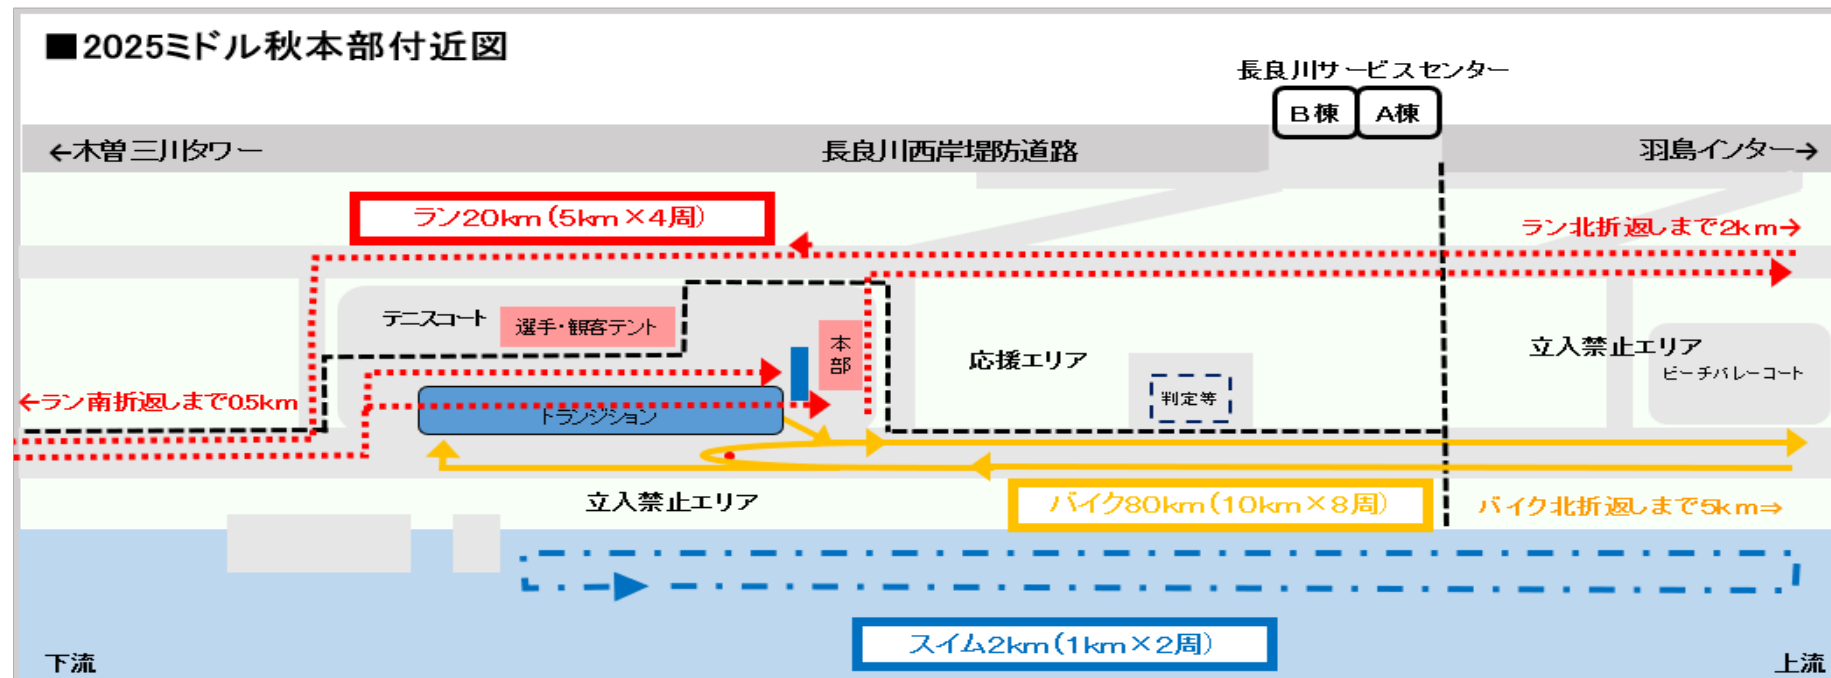 ■2025ミドル秋本部付近図
長良川サービスセンター
B棟 A棟
←木曽三川タワー 長良川西岸堤防道路 羽島インター→
ラン20km(5km×4周)
ラン北折返しまで2km→
テニスコート 選手・観客テント
本部
応援エリア
立入禁止エリア
ビーチバレーコート
←ラン南折返しまで0.5km
トランジション
判定等
立入禁止エリア
バイク80km(10km×8周)
バイク北折返しまで5km⇒
スイム2km(1km×2周)
下流 上流